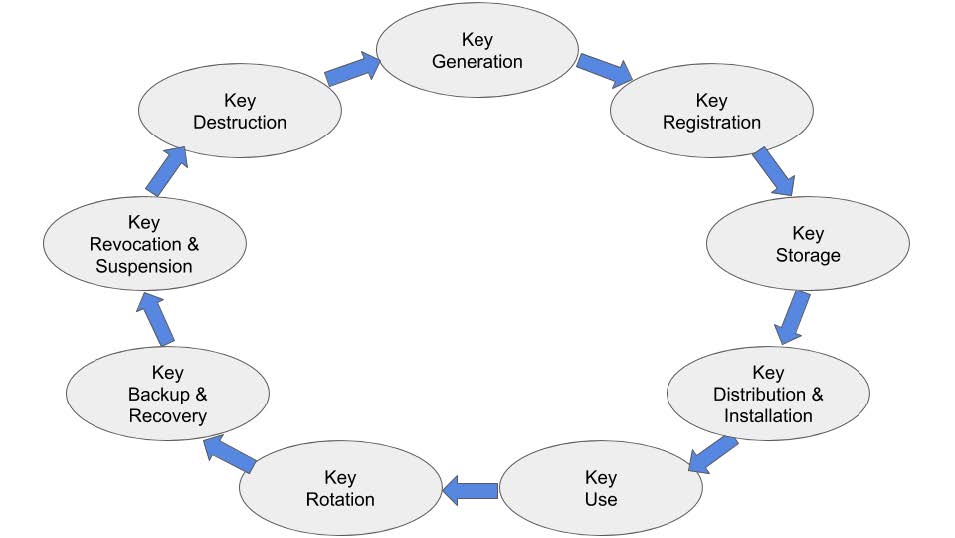 Key
Generation
Key
Registration
Key
Storage
Key
Distribution &
Installation
Key
Use
Key
Rotation
Key
Backup &
Recovery
Key
Revocation &
Suspension
Key
Destruction